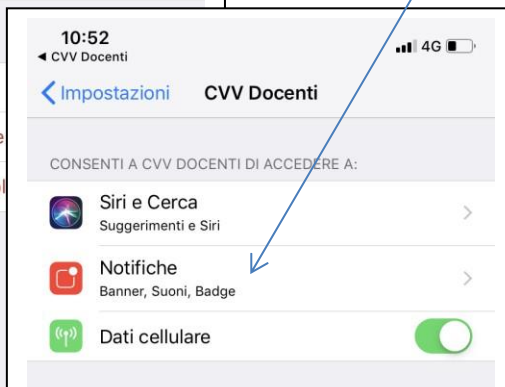 10:52
4G
◀ CVV Docenti
Impostazioni
CVV Docenti
CONSENTI A CVV DOCENTI DI ACCEDERE A:
Siri e Cerca
Suggerimenti e Siri
Notifiche
Banner, Suoni, Badge
Dati cellulare